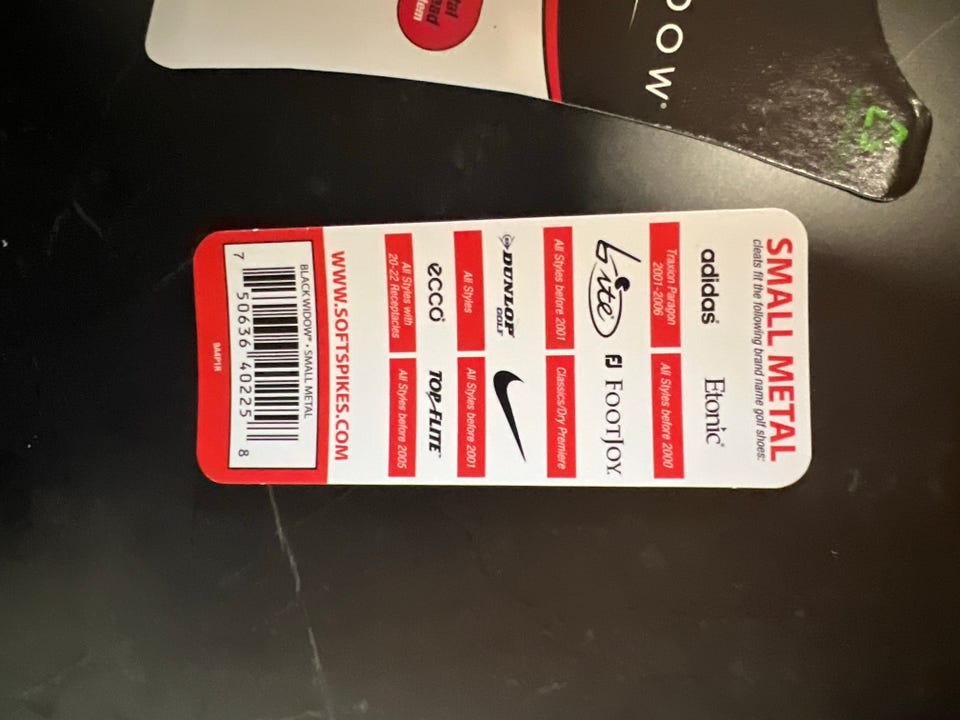 OW
SMALL METAL
cleats fit the following brand name golf shoes:
adidas Etonic
Traxion Paragon
2001-2006
All Styles before 2000
Lite FJ FOOTJOY
All Styles before 2001
Classics/Dry Premiere
DUNLOP
GOLF
All Styles
All Styles before 2001
ecco TOP-FLITE
All Styles with
20-22 Receptacles
All Styles before 2005
WWW.SOFTSPIKES.COM
BLACK WIDOW® • SMALL METAL
7 50636 40225 8